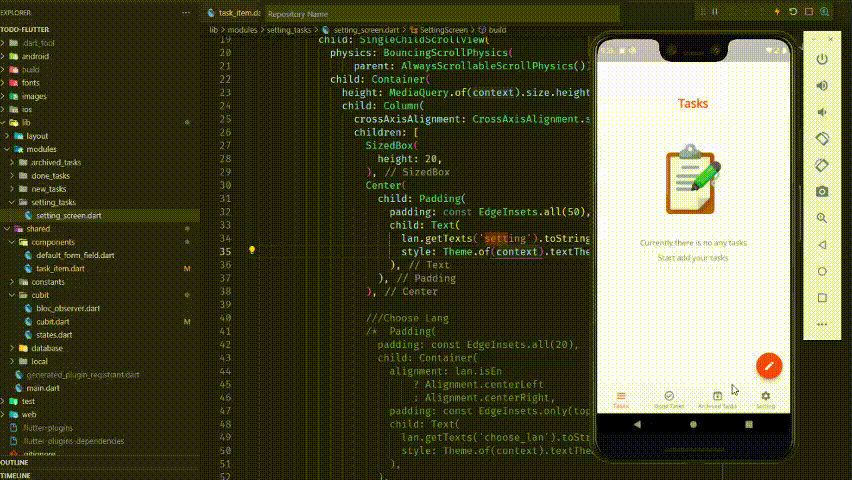 EXPLORER
TODO-FLUTTER
.dart_tool
android
build
fonts
images
ios
lib
layout
modules
archived_tasks
done_tasks
new_tasks
setting_tasks
setting_screen.dart
shared
components
default_form_field.dart
task_item.dart M
constants
cubit
bloc_observer.dart
cubit.dart M
states.dart
database
local
generated_plugin_registrant.dart
main.dart
test
web
.flutter-plugins
.flutter-plugins-dependencies
.gitignore
OUTLINE
TIMELINE
task_item.da
Repository Name
lib > modules > setting_tasks > setting_screen.dart > SettingScreen > build
19 child: SingleChildScrollView(
20 physics: BouncingScrollPhysics(
21 parent: AlwaysScrollableScrollPhysics()
22 child: Container(
23 height: MediaQuery.of(context).size.height
24 child: Column(
25 crossAxisAlignment: CrossAxisAlignment.s
26 children: [
27 SizedBox(
28 height: 20,
29 ), // SizedBox
30 Center(
31 child: Padding(
32 padding: const EdgeInsets.all(50),
33 child: Text(
34 lan.getTexts('setting').toString
35 style: Theme.of(context).textThe
36 ), // Text
37 ), // Padding
38 ), // Center
39
40 ///Choose Lang
41 /* Padding(
42 padding: const EdgeInsets.all(20),
43 child: Container(
44 alignment: lan.isEn
45 ? Alignment.centerLeft
46 : Alignment.centerRight,
47 padding: const EdgeInsets.only(top
48 child: Text(
49 lan.getTexts('choose_lan').toStr
50 style: Theme.of(context).textThe
51 ),
52 ),
Tasks
Currently there is no any tasks
Start add your tasks
Tasks
Done Tasks
Archived Tasks
Setting